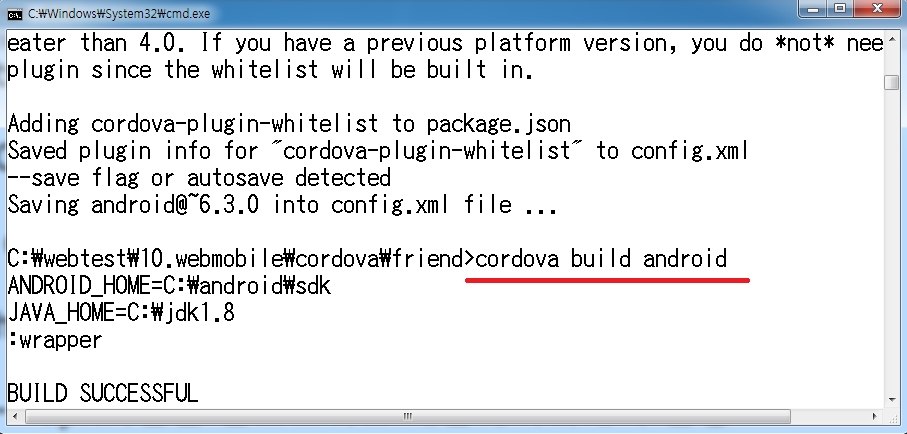 C:₩Windows₩System32₩cmd.exe
eater than 4.0. If you have a previous platform version, you do *not* nee
plugin since the whitelist will be built in.
Adding cordova-plugin-whitelist to package.json
Saved plugin info for "cordova-plugin-whitelist" to config.xml
--save flag or autosave detected
Saving android@~6.3.0 into config.xml file ...
C:₩webtest₩10.webmobile₩cordova₩friend>cordova build android
ANDROID_HOME=C:₩android₩sdk
JAVA_HOME=C:₩jdk1.8
:wrapper
BUILD SUCCESSFUL